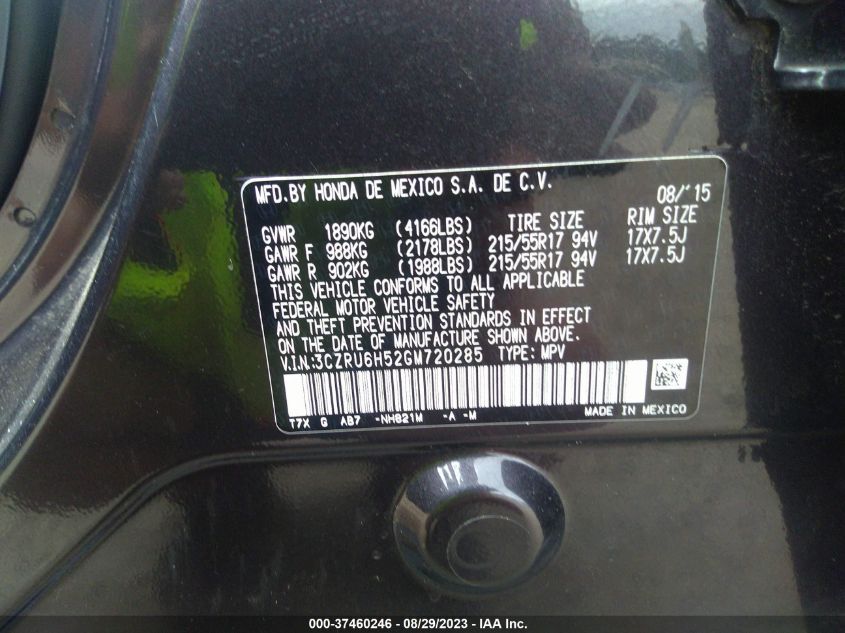 MFD.BY HONDA DE MEXICO S.A. DE C.V. 08/'15
GVWR 1890KG (4166LBS) TIRE SIZE RIM SIZE
GAWR F 988KG (2178LBS) 215/55R17 94V 17X7.5J
GAWR R 902KG (1988LBS) 215/55R17 94V 17X7.5J
THIS VEHICLE CONFORMS TO ALL APPLICABLE
FEDERAL MOTOR VEHICLE SAFETY
AND THEFT PREVENTION STANDARDS IN EFFECT
ON THE DATE OF MANUFACTURE SHOWN ABOVE.
V.I.N:3CZRU6H52GM720285 TYPE: MPV
T7X G AB7 -NH821M -A -M MADE IN MEXICO
000-37460246 - 08/29/2023 - IAA Inc.